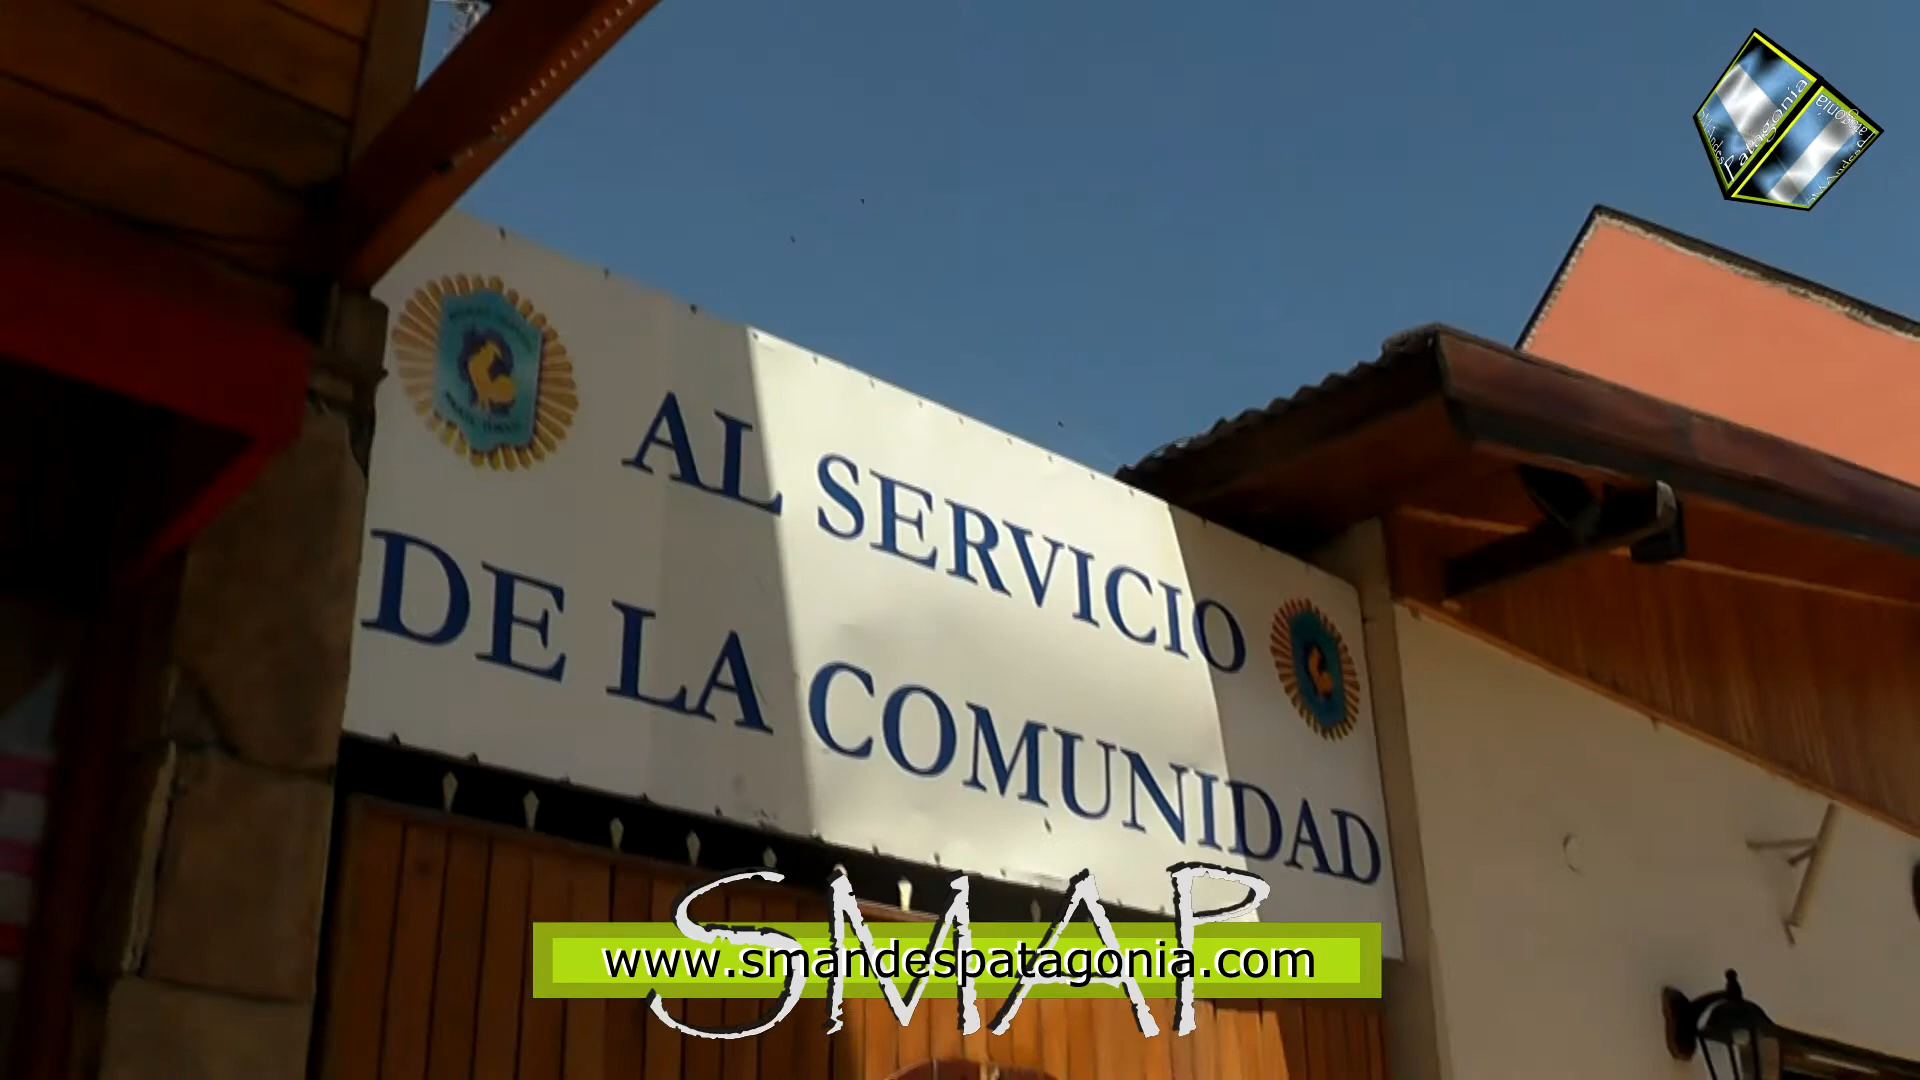 Patagonia
AL SERVICIO
DE LA COMUNIDAD
SMAP
www.smandespatagonia.com